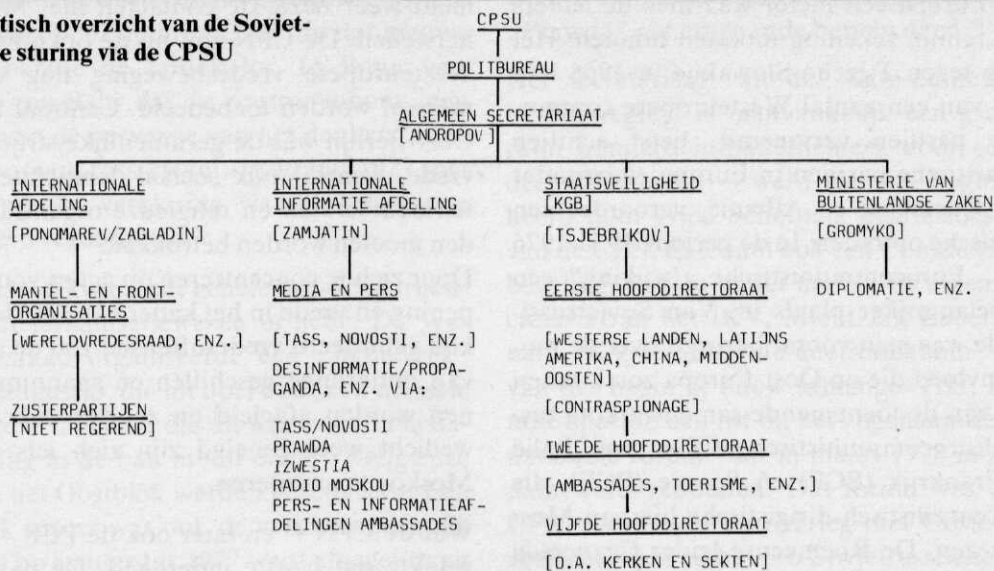 tisch overzicht van de Sovjet-
e sturing via de CPSU
CPSU
POLITBUREAU
ALGEMEEN SECRETARIAAT
[ANDROPOV]
INTERNATIONALE
AFDELING
[PONOMAREV/ZAGLADIN]
MANTEL- EN FRONT-
ORGANISATIES
[WERELDVREDESRAAD, ENZ.]
ZUSTERPARTIJEN
[NIET REGEREND]
INTERNATIONALE
INFORMATIE AFDELING
[ZAMJATIN]
MEDIA EN PERS
[TASS, NOVOSTI, ENZ.]
DESINFORMATIE/PROPA-
GANDA, ENZ. VIA-
TASS/NOVOSTI
PRAWDA
IZWESTIA
RADIO MOSKOU
PERS- EN INFORMATIEAF-
DELINGEN AMBASSADES
STAATSVEILIGHEID
[KGB]
[TSJEBRIKOV]
EERSTE HOOFDDIRECTORAAT
[WESTERSE LANDEN, LATIJNS
AMERIKA, CHINA, MIDDEN-
OOSTEN]
[CONTRASPIONAGE]
TWEEDE HOOFDDIRECTORAAT
[AMBASSADES, TOERISME, ENZ.]
VIJFDE HOOFDDIRECTORAAT
[O.A. KERKEN EN SEKTEN]
MINISTERIE VAN
BUITENLANDSE ZAKEN
[GROMYKO]
DIPLOMATIE, ENZ.